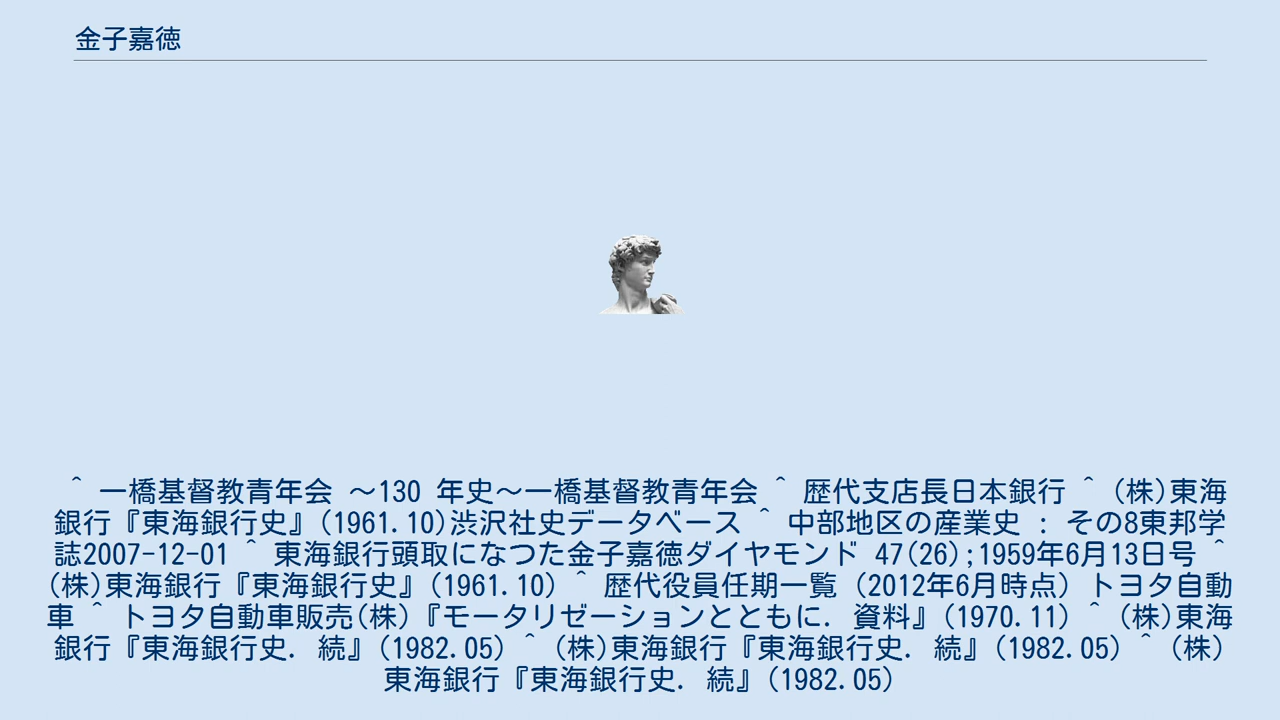 金子嘉徳
^ 一橋基督教青年会 〜130 年史〜一橋基督教青年会 ^ 歴代支店長日本銀行 ^ (株)東海
銀行『東海銀行史』(1961.10)渋沢社史データベース ^ 中部地区の産業史 : その8東邦学
誌2007-12-01 ^ 東海銀行頭取になつた金子嘉徳ダイヤモンド 47(26);1959年6月13日号 ^
(株)東海銀行『東海銀行史』(1961.10) ^ 歴代役員任期一覧 (2012年6月時点) トヨタ自動
車 ^ トヨタ自動車販売(株)『モータリゼーションとともに. 資料』(1970.11) ^ (株)東海
銀行『東海銀行史. 続』(1982.05) ^ (株)東海銀行『東海銀行史. 続』(1982.05) ^ (株)
東海銀行『東海銀行史. 続』(1982.05)